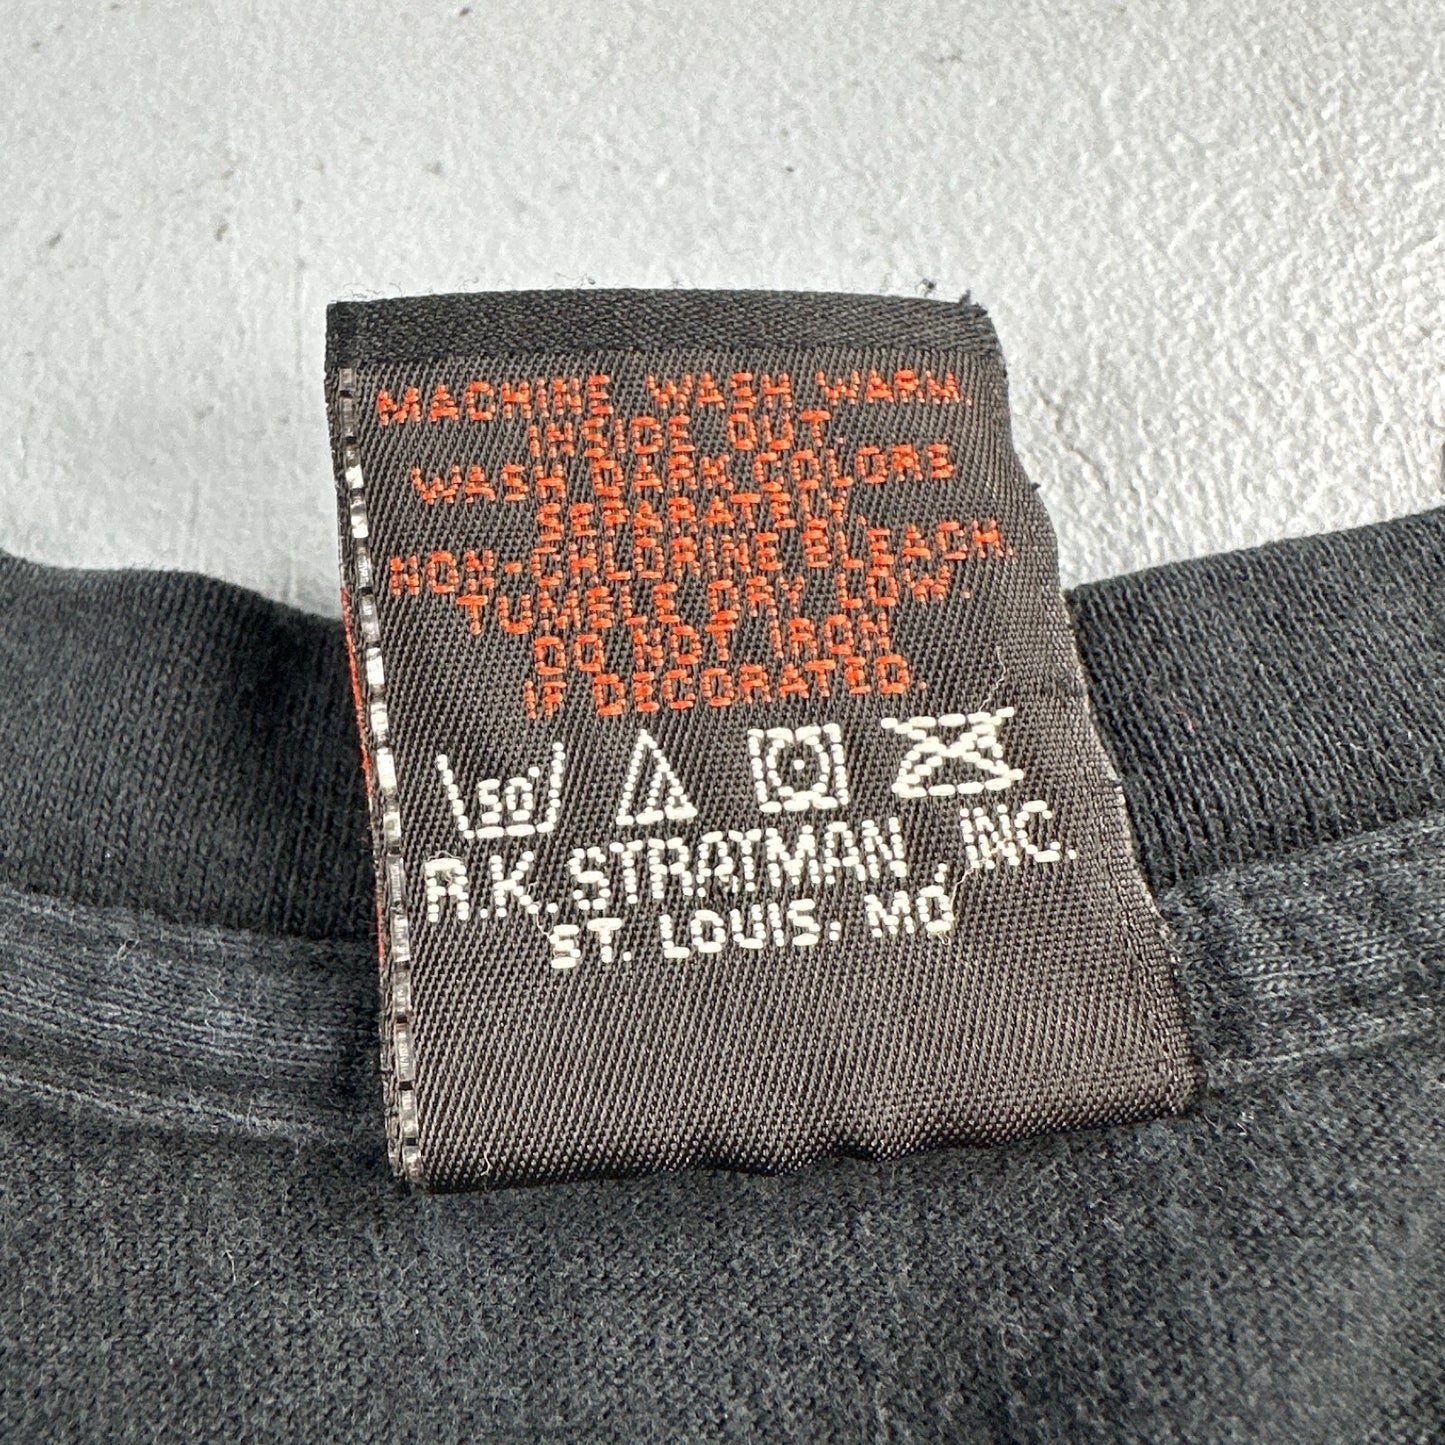 MACHINE WASH WARM.
INSIDE OUT.
WASH DARK COLORS
SEPARATELY.
NON-CHLORINE BLEACH.
TUMBLE DRY LOW.
DO NOT IRON
IF DECORATED.
50°
R.K. STRATMAN, INC.
ST. LOUIS, MO